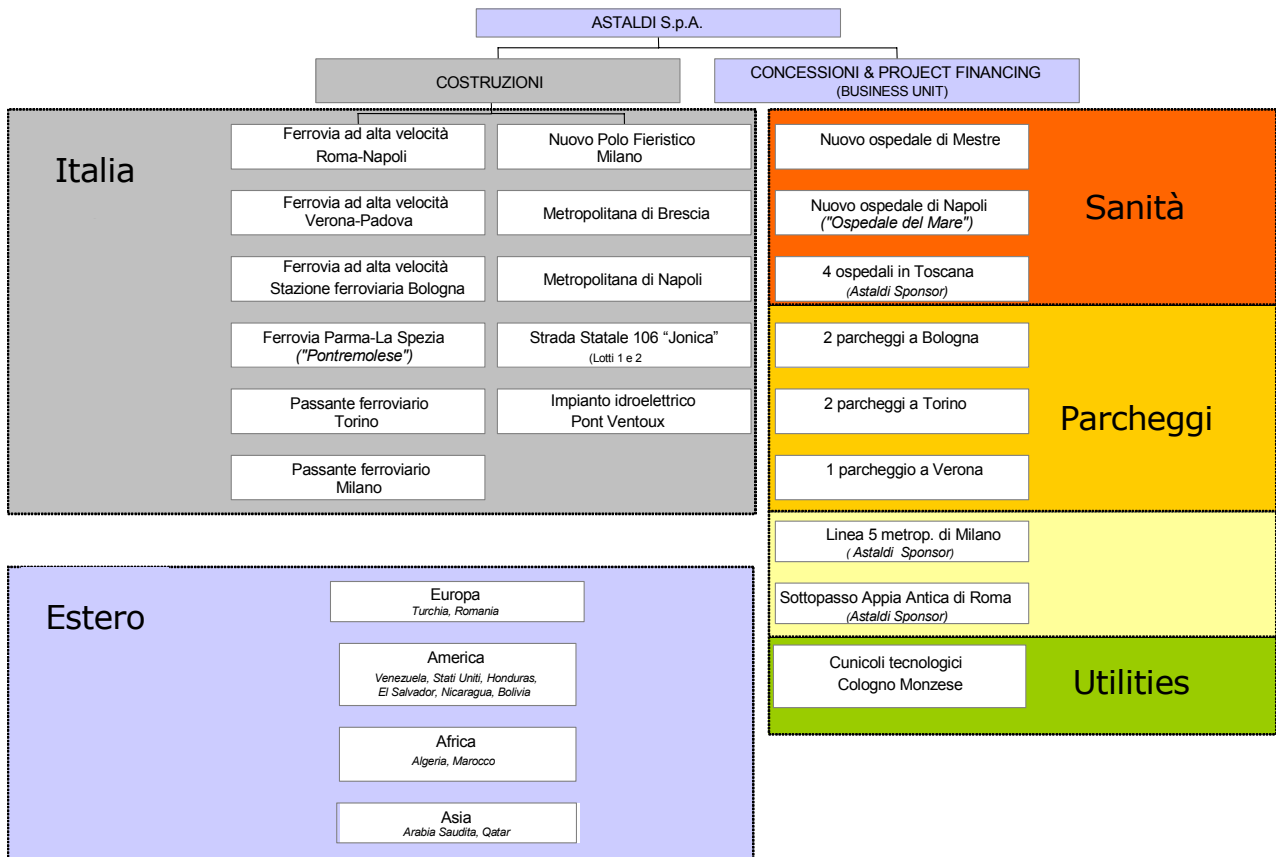 ASTALDI S.p.A.
COSTRUZIONI
CONCESSIONI & PROJECT FINANCING
(BUSINESS UNIT)
Italia
Ferrovia ad alta velocità
Roma-Napoli
Ferrovia ad alta velocità
Verona-Padova
Ferrovia ad alta velocità
Stazione ferroviaria Bologna
Ferrovia Parma-La Spezia
("Pontremolese")
Passante ferroviario
Torino
Passante ferroviario
Milano
Nuovo Polo Fieristico
Milano
Metropolitana di Brescia
Metropolitana di Napoli
Strada Statale 106 “Jonica”
(Lotti 1 e 2
Impianto idroelettrico
Pont Ventoux
Estero
Europa
Turchia, Romania
America
Venezuela, Stati Uniti, Honduras,
El Salvador, Nicaragua, Bolivia
Africa
Algeria, Marocco
Asia
Arabia Saudita, Qatar
Sanità
Nuovo ospedale di Mestre
Nuovo ospedale di Napoli
("Ospedale del Mare")
4 ospedali in Toscana
(Astaldi Sponsor)
Parcheggi
2 parcheggi a Bologna
2 parcheggi a Torino
1 parcheggio a Verona
Linea 5 metrop. di Milano
( Astaldi Sponsor)
Sottopasso Appia Antica di Roma
(Astaldi Sponsor)
Utilities
Cunicoli tecnologici
Cologno Monzese